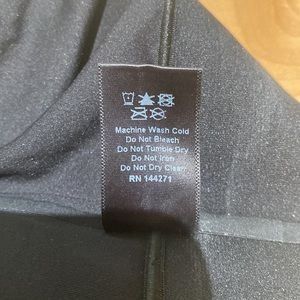 Machine Wash Cold
Do Not Bleach
Do Not Tumble Dry
Do Not Iron
Do Not Dry Clean
RN 144271